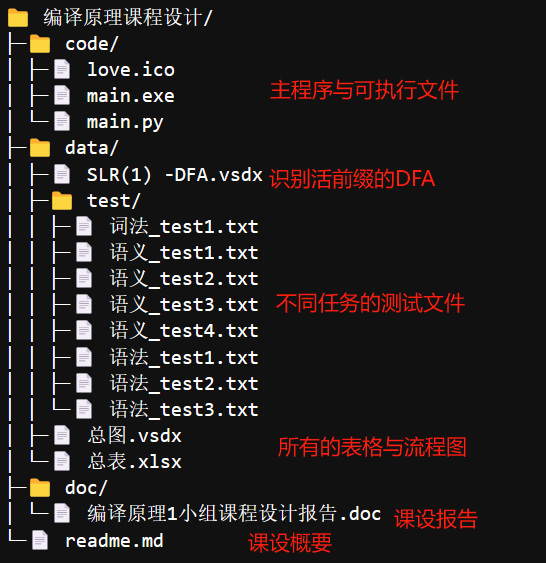 编译原理课程设计/
code/
love.ico
main.exe
主程序与可执行文件
main.py
data/
SLR(1) -DFA.vsdx 识别活前缀的DFA
test/
词法_test1.txt
语义_test1.txt
语义_test2.txt
语义_test3.txt 不同任务的测试文件
语义_test4.txt
语法_test1.txt
语法_test2.txt
语法_test3.txt
总图.vsdx
所有的表格与流程图
总表.xlsx
doc/
编译原理1小组课程设计报告.doc 课设报告
readme.md 课设概要